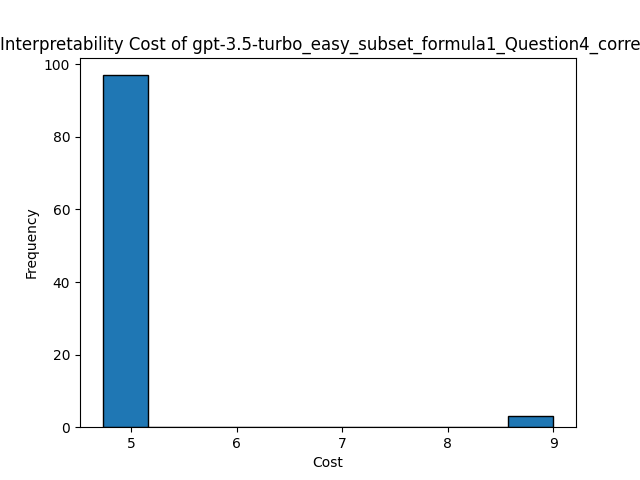 Interpretability Cost of gpt-3.5-turbo_easy_subset_formula1_Question4_corre
100
80
60
40
20
0
Frequency
5 6 7 8 9
Cost